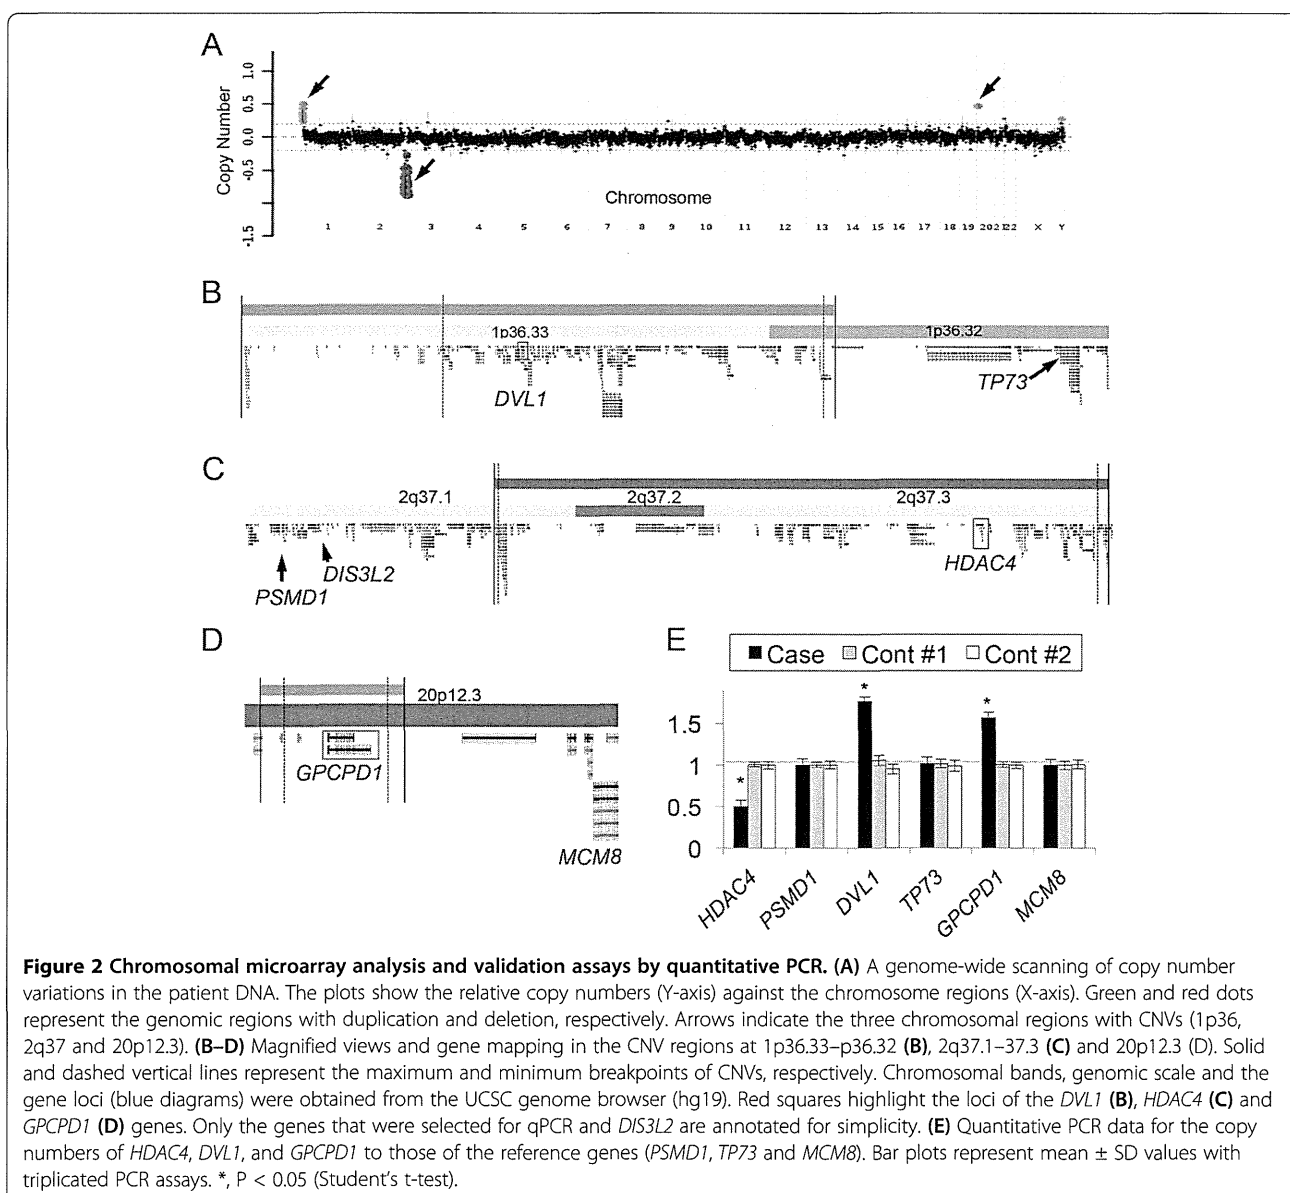 A
Copy Number
1.0
0.5
0.0
-0.5
-1.5
Chromosome
1 2 3 4 5 6 7 8 9 10 11 12 13 14 15 16 17 18 19 20 21 22 X Y
B
1p36.33
1p36.32
DVL1
TP73
C
2q37.1
2q37.2
2q37.3
PSMD1
DIS3L2
HDAC4
D
20p12.3
GPCPD1
MCM8
E
Case Cont #1 Cont #2
1.5
1
0.5
0
* * *
HDAC4 PSMD1 DVL1 TP73 GPCPD1 MCM8
Figure 2 Chromosomal microarray analysis and validation assays by quantitative PCR. (A) A genome-wide scanning of copy number
variations in the patient DNA. The plots show the relative copy numbers (Y-axis) against the chromosome regions (X-axis). Green and red dots
represent the genomic regions with duplication and deletion, respectively. Arrows indicate the three chromosomal regions with CNVs (1p36,
2q37 and 20p12.3). (B–D) Magnified views and gene mapping in the CNV regions at 1p36.33–p36.32 (B), 2q37.1–37.3 (C) and 20p12.3 (D). Solid
and dashed vertical lines represent the maximum and minimum breakpoints of CNVs, respectively. Chromosomal bands, genomic scale and the
gene loci (blue diagrams) were obtained from the UCSC genome browser (hg19). Red squares highlight the loci of the DVL1 (B), HDAC4 (C) and
GPCPD1 (D) genes. Only the genes that were selected for qPCR and DIS3L2 are annotated for simplicity. (E) Quantitative PCR data for the copy
numbers of HDAC4, DVL1, and GPCPD1 to those of the reference genes (PSMD1, TP73 and MCM8). Bar plots represent mean ± SD values with
triplicated PCR assays. *, P < 0.05 (Student's t-test).